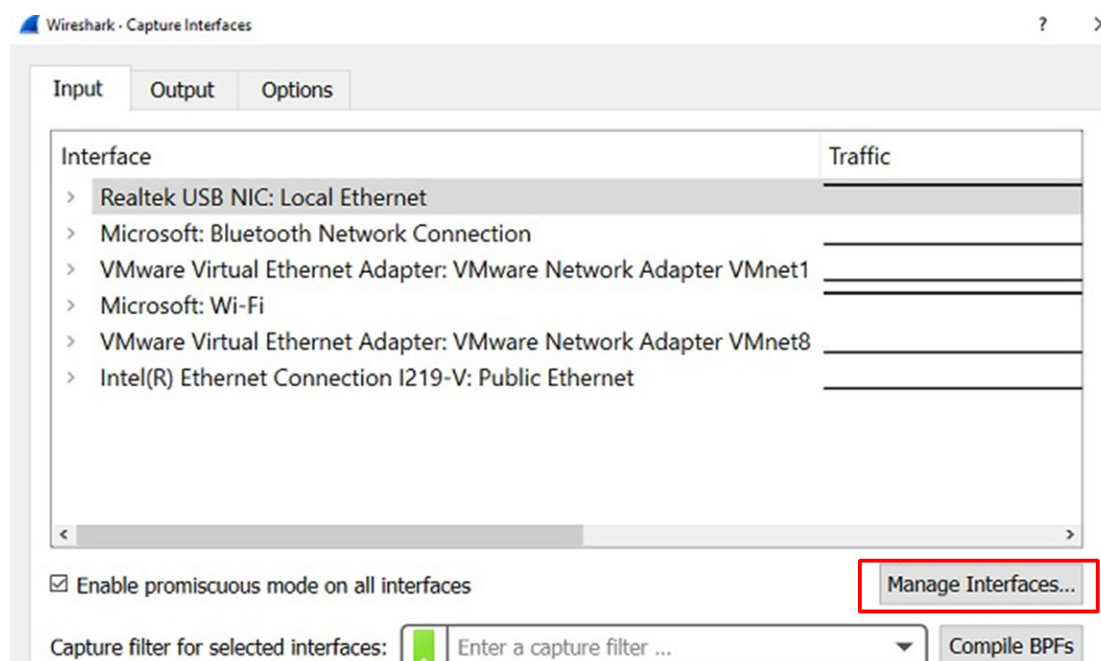 Wireshark · Capture Interfaces ?
Input Output Options
Interface Traffic
Realtek USB NIC: Local Ethernet
Microsoft: Bluetooth Network Connection
VMware Virtual Ethernet Adapter: VMware Network Adapter VMnet1
Microsoft: Wi-Fi
VMware Virtual Ethernet Adapter: VMware Network Adapter VMnet8
Intel(R) Ethernet Connection I219-V: Public Ethernet
Enable promiscuous mode on all interfaces Manage Interfaces...
Capture filter for selected interfaces: Enter a capture filter ... Compile BPFs